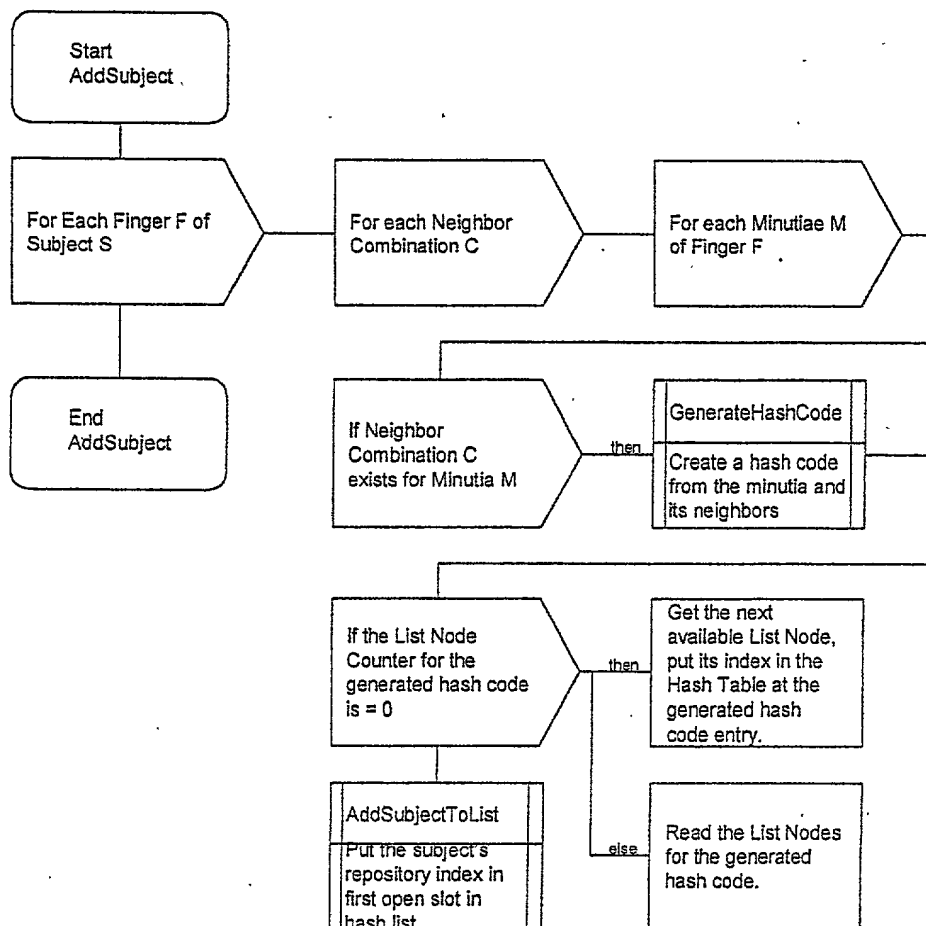 Start
AddSubject
For Each Finger F of
Subject S
For each Neighbor
Combination C
For each Minutiae M
of Finger F
End
AddSubject
If Neighbor
Combination C
exists for Minutia M
then
GenerateHashCode
Create a hash code
from the minutia and
its neighbors
If the List Node
Counter for the
generated hash code
is = 0
then
Get the next
available List Node,
put its index in the
Hash Table at the
generated hash
code entry.
AddSubjectToList
Put the subject's
repository index in
first open slot in
hash list
else
Read the List Nodes
for the generated
hash code.